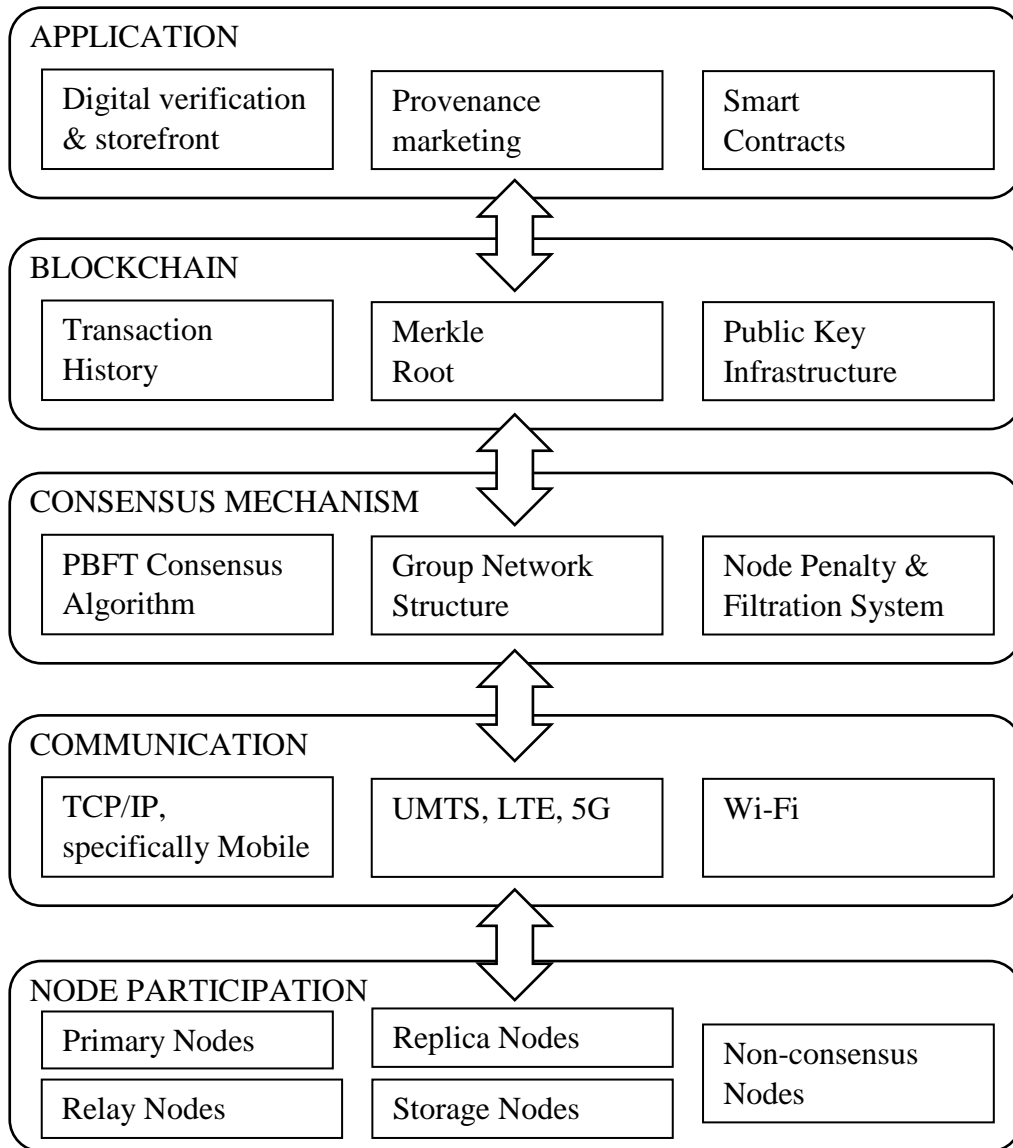 APPLICATION
Digital verification
& storefront
Provenance
marketing
Smart
Contracts
BLOCKCHAIN
Transaction
History
Merkle
Root
Public Key
Infrastructure
CONSENSUS MECHANISM
PBFT Consensus
Algorithm
Group Network
Structure
Node Penalty &
Filtration System
COMMUNICATION
TCP/IP,
specifically Mobile
UMTS, LTE, 5G
Wi-Fi
NODE PARTICIPATION
Primary Nodes
Replica Nodes
Non-consensus
Nodes
Relay Nodes
Storage Nodes